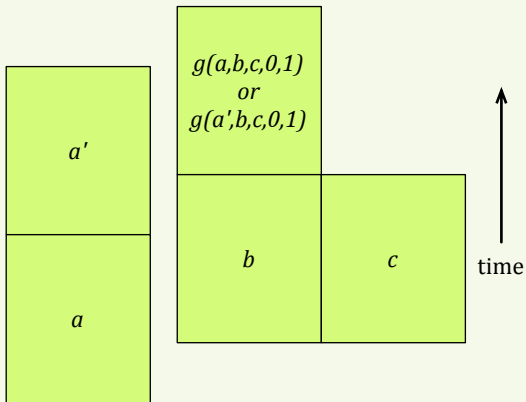 g(a,b,c,0,1)
or
g(a',b,c,0,1)
a'
b
c
time
a